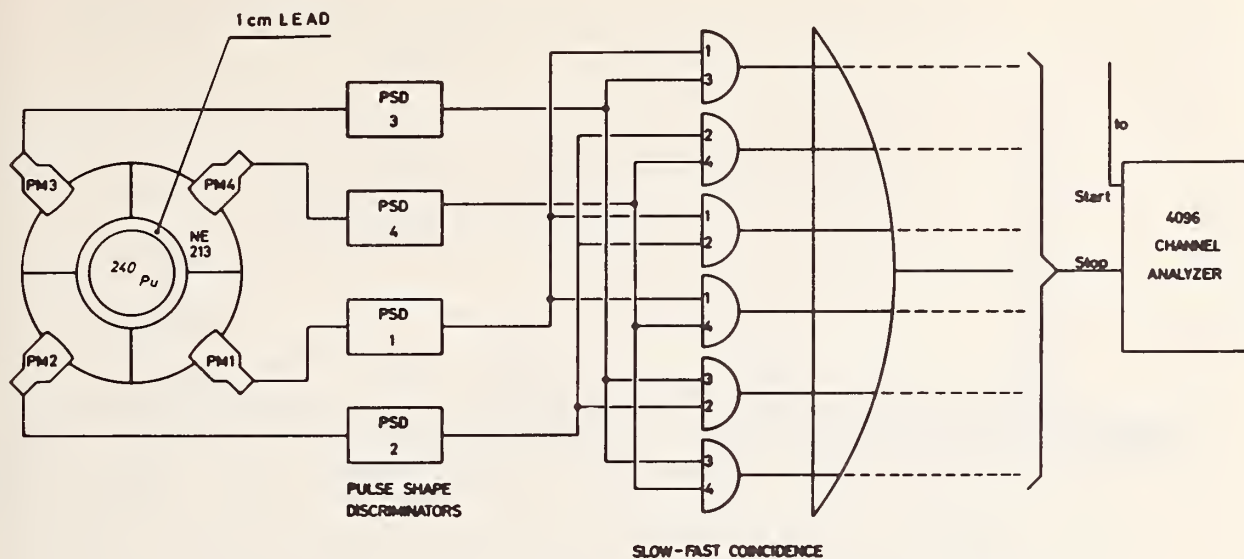 1 cm LEAD
PSD
3
PSD
4
PSD
1
PSD
2
PULSE SHAPE
DISCRIMINATORS
PM3
PM4
PM2
PM1
NE
213
240 Pu
1
3
2
4
1
2
1
4
3
2
3
4
SLOW-FAST COINCIDENCE
to
Start
Stop
4096
CHANNEL
ANALYZER